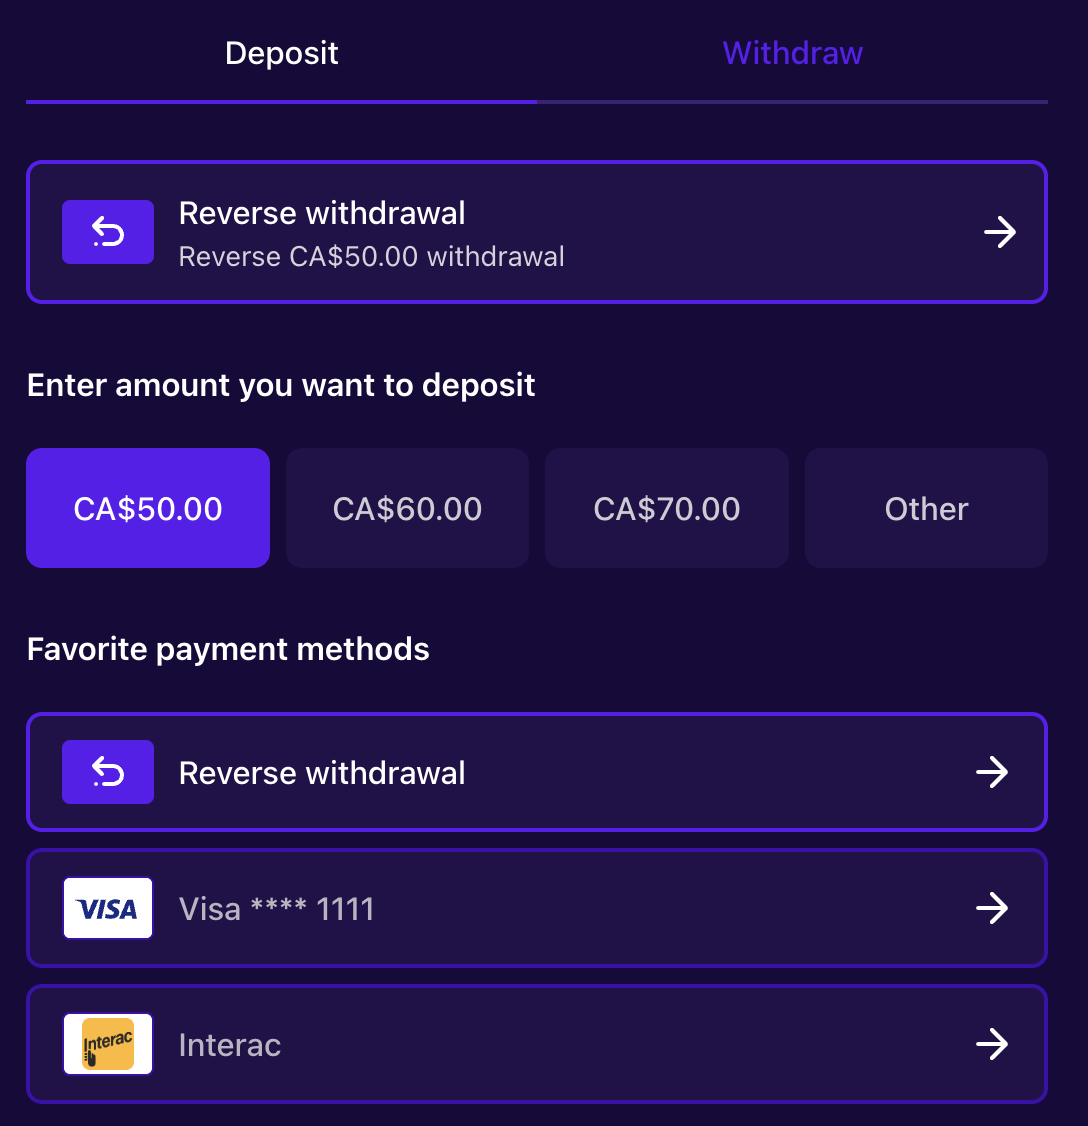 Deposit
Withdraw
Reverse withdrawal
Reverse CA$50.00 withdrawal
Enter amount you want to deposit
CA$50.00
CA$60.00
CA$70.00
Other
Favorite payment methods
Reverse withdrawal
VISA
Visa **** 1111
Interac
Interac